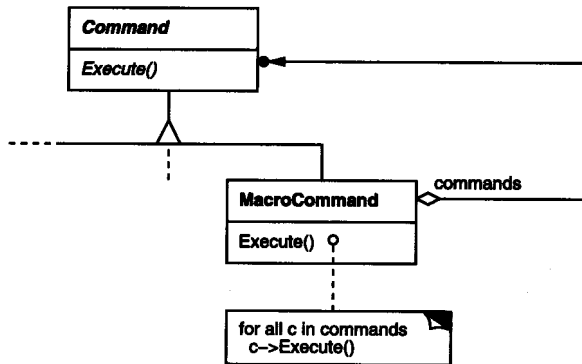 Command
Execute()
commands
MacroCommand
Execute()
for all c in commands
c–>Execute()